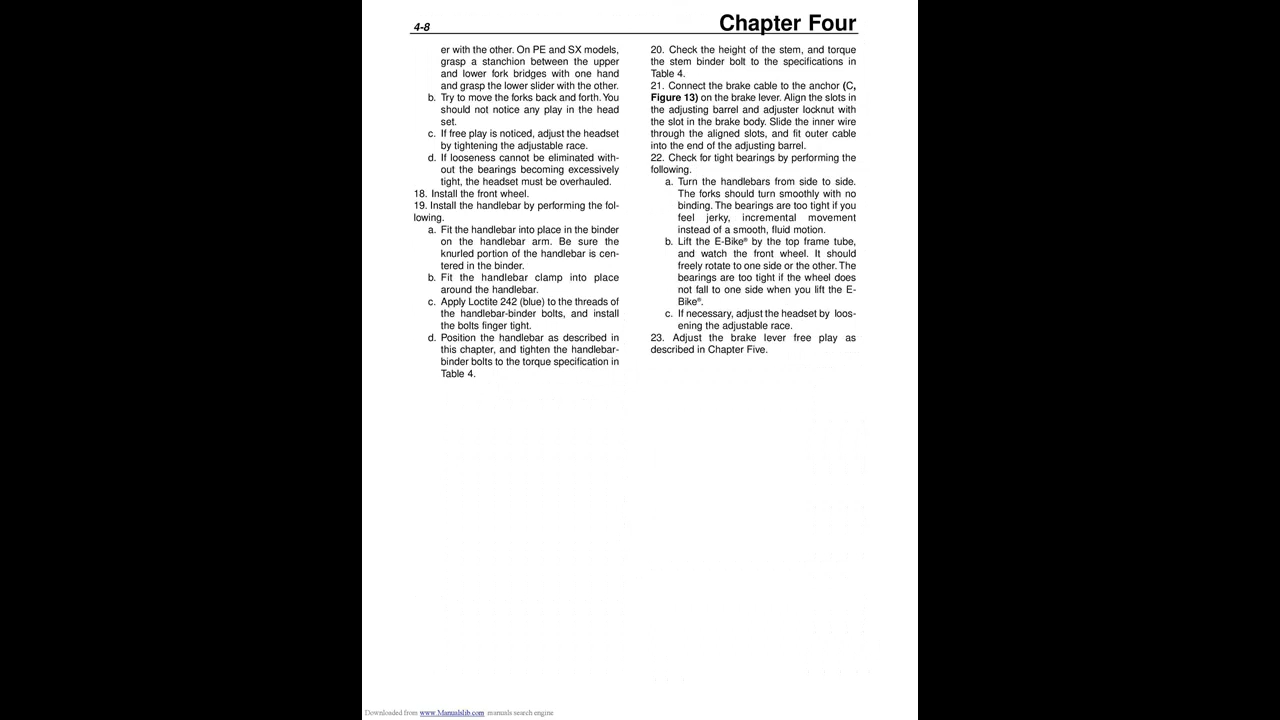 4-8
Chapter Four
er with the other. On PE and SX models,
grasp a stanchion between the upper
and lower fork bridges with one hand
and grasp the lower slider with the other.
b. Try to move the forks back and forth. You
should not notice any play in the head
set.
c. If free play is noticed, adjust the headset
by tightening the adjustable race.
d. If looseness cannot be eliminated with-
out the bearings becoming excessively
tight, the headset must be overhauled.
18. Install the front wheel.
19. Install the handlebar by performing the fol-
lowing.
a. Fit the handlebar into place in the binder
on the handlebar arm. Be sure the
knurled portion of the handlebar is cen-
tered in the binder.
b. Fit the handlebar clamp into place
around the handlebar.
c. Apply Loctite 242 (blue) to the threads of
the handlebar-binder bolts, and install
the bolts finger tight.
d. Position the handlebar as described in
this chapter, and tighten the handlebar-
binder bolts to the torque specification in
Table 4.
20. Check the height of the stem, and torque
the stem binder bolt to the specifications in
Table 4.
21. Connect the brake cable to the anchor (C,
Figure 13) on the brake lever. Align the slots in
the adjusting barrel and adjuster locknut with
the slot in the brake body. Slide the inner wire
through the aligned slots, and fit outer cable
into the end of the adjusting barrel.
22. Check for tight bearings by performing the
following.
a. Turn the handlebars from side to side.
The forks should turn smoothly with no
binding. The bearings are too tight if you
feel jerky, incremental movement
instead of a smooth, fluid motion.
b. Lift the E-Bike® by the top frame tube,
and watch the front wheel. It should
freely rotate to one side or the other. The
bearings are too tight if the wheel does
not fall to one side when you lift the E-
Bike®.
c. If necessary, adjust the headset by loos-
ening the adjustable race.
23. Adjust the brake lever free play as
described in Chapter Five.
Downloaded from www.Manualslib.com manuals search engine